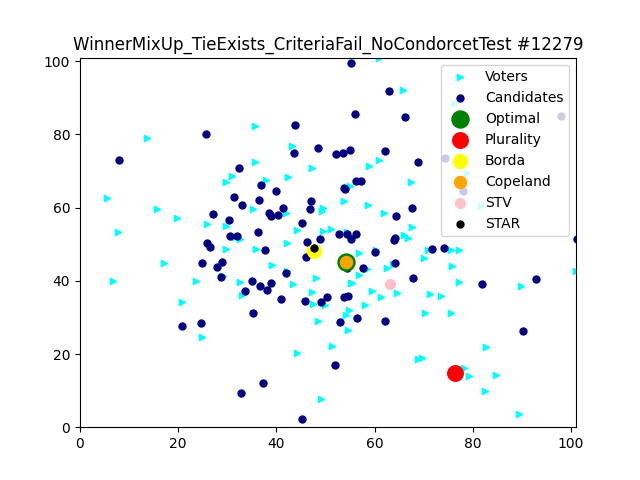 WinnerMixUp_TieExists_CriteriaFail_NoCondorcetTest #12279
100
80
60
40
20
0
0 20 40 60 80 100
Voters
Candidates
Optimal
Plurality
Borda
Copeland
STV
STAR